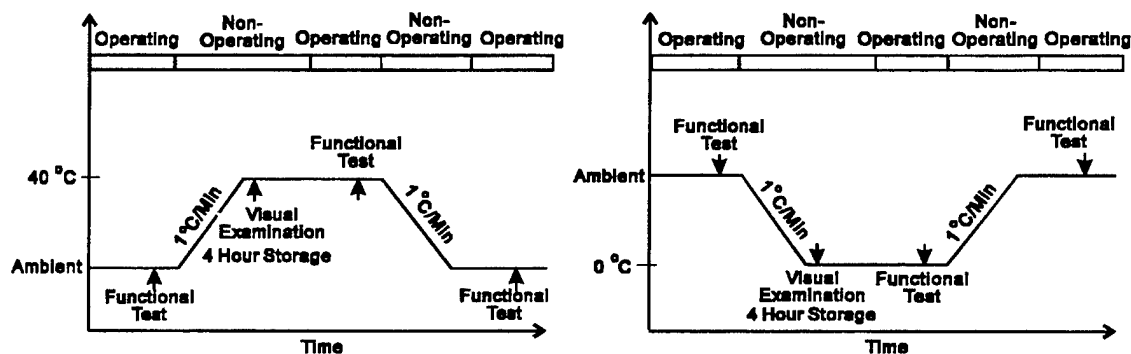 Operating Non-Operating Operating Non-Operating Operating
Functional Test
40 °C
1°C/Min
1°C/Min
Visual
Examination
4 Hour Storage
Ambient
Functional Test
Functional Test
Time
Operating Non-Operating Operating Non-Operating Operating
Functional Test
Functional Test
Ambient
1°C/Min
1°C/Min
0 °C
Visual
Examination
4 Hour Storage
Functional Test
Time